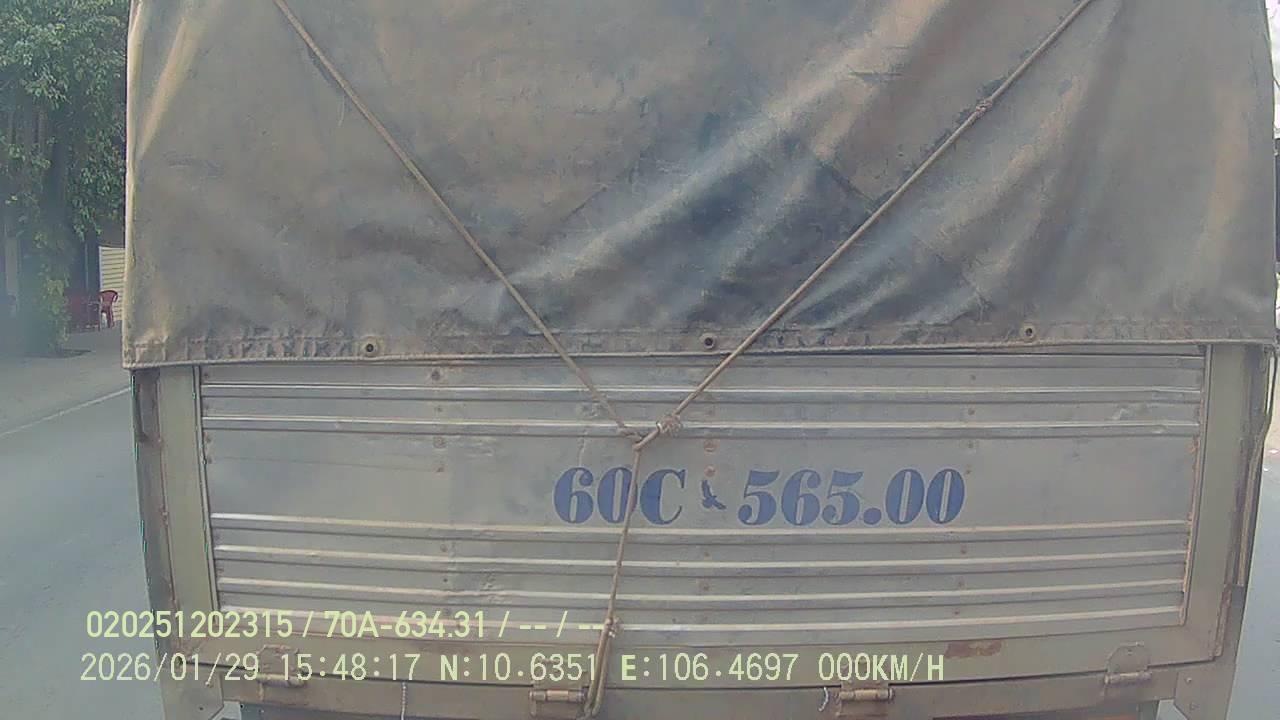 60C 565.00
020251202315 / 70A-634.31 / -- / --
2026/01/29 15:48:17 N:10.6351 E:106.4697 000KM/H